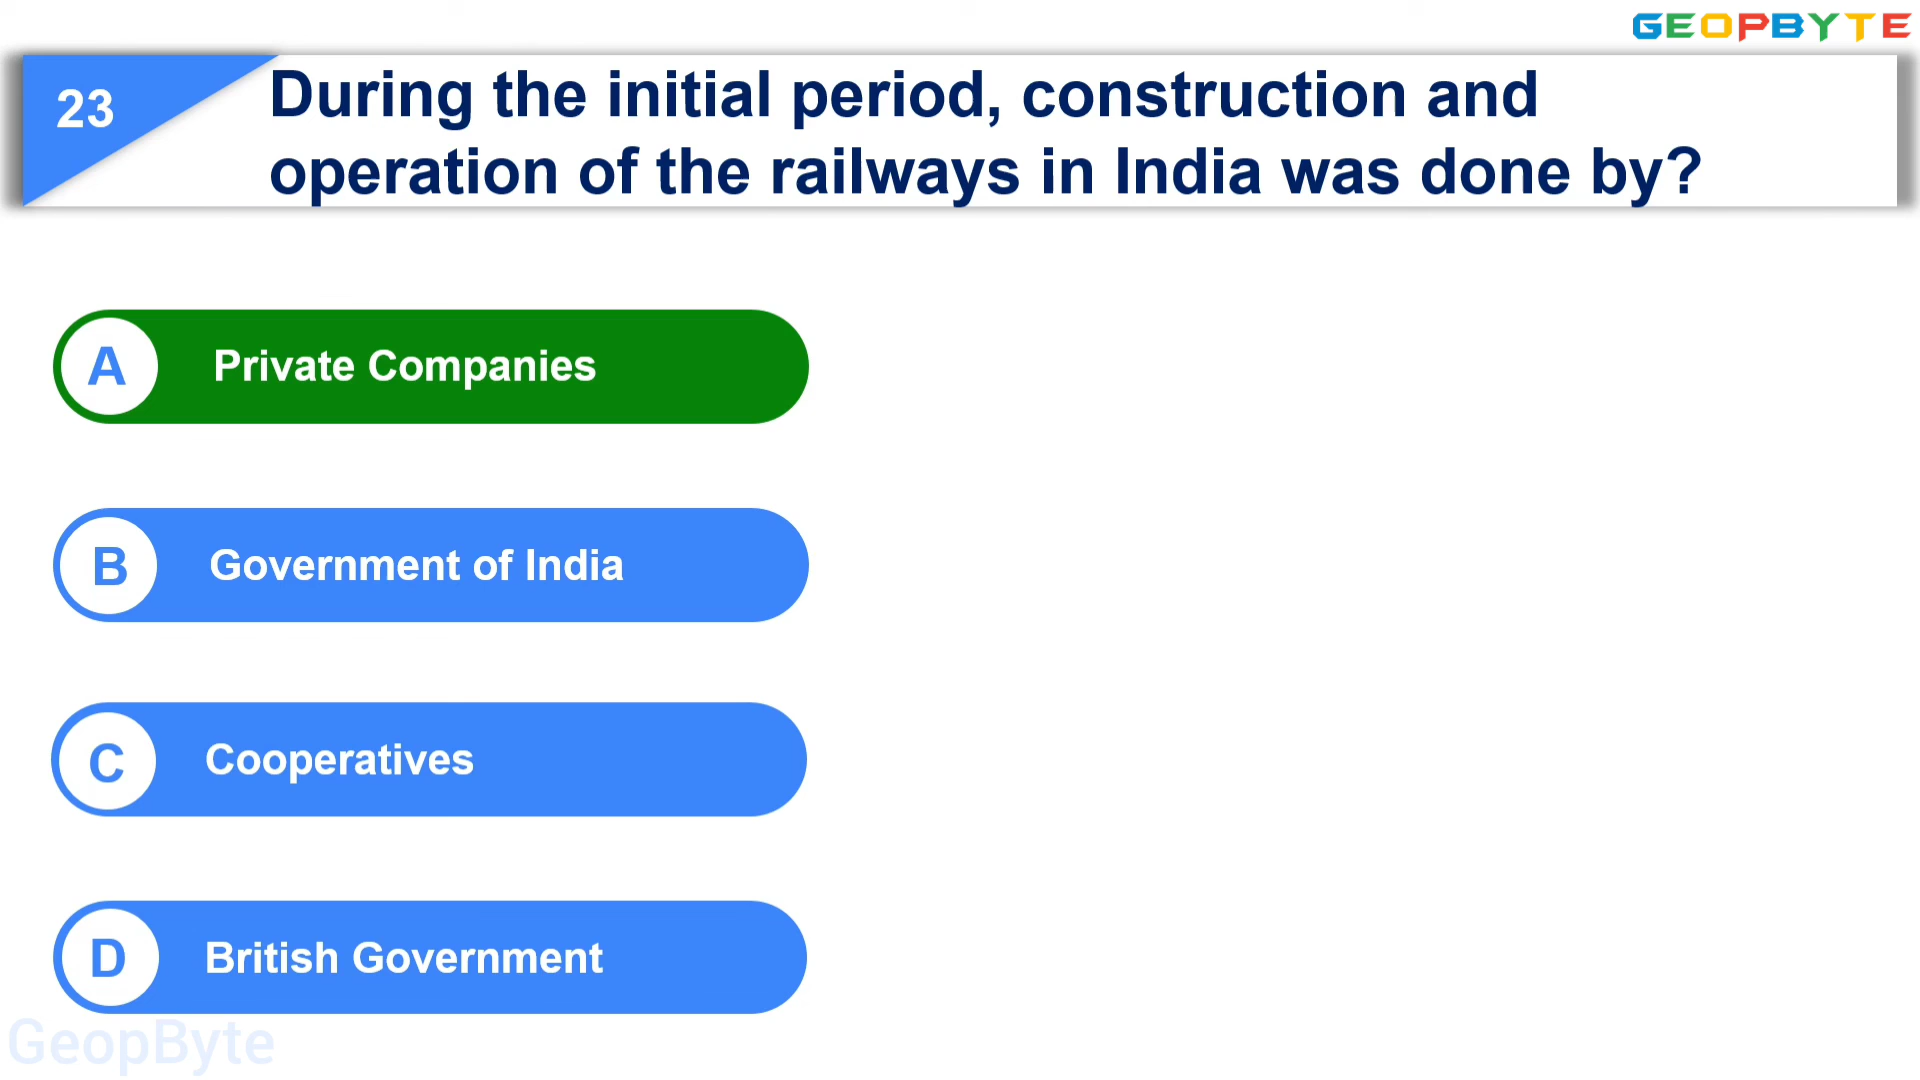 GEOPBYTE
23
During the initial period, construction and
operation of the railways in India was done by?
A Private Companies
B Government of India
C Cooperatives
D British Government
GeopByte